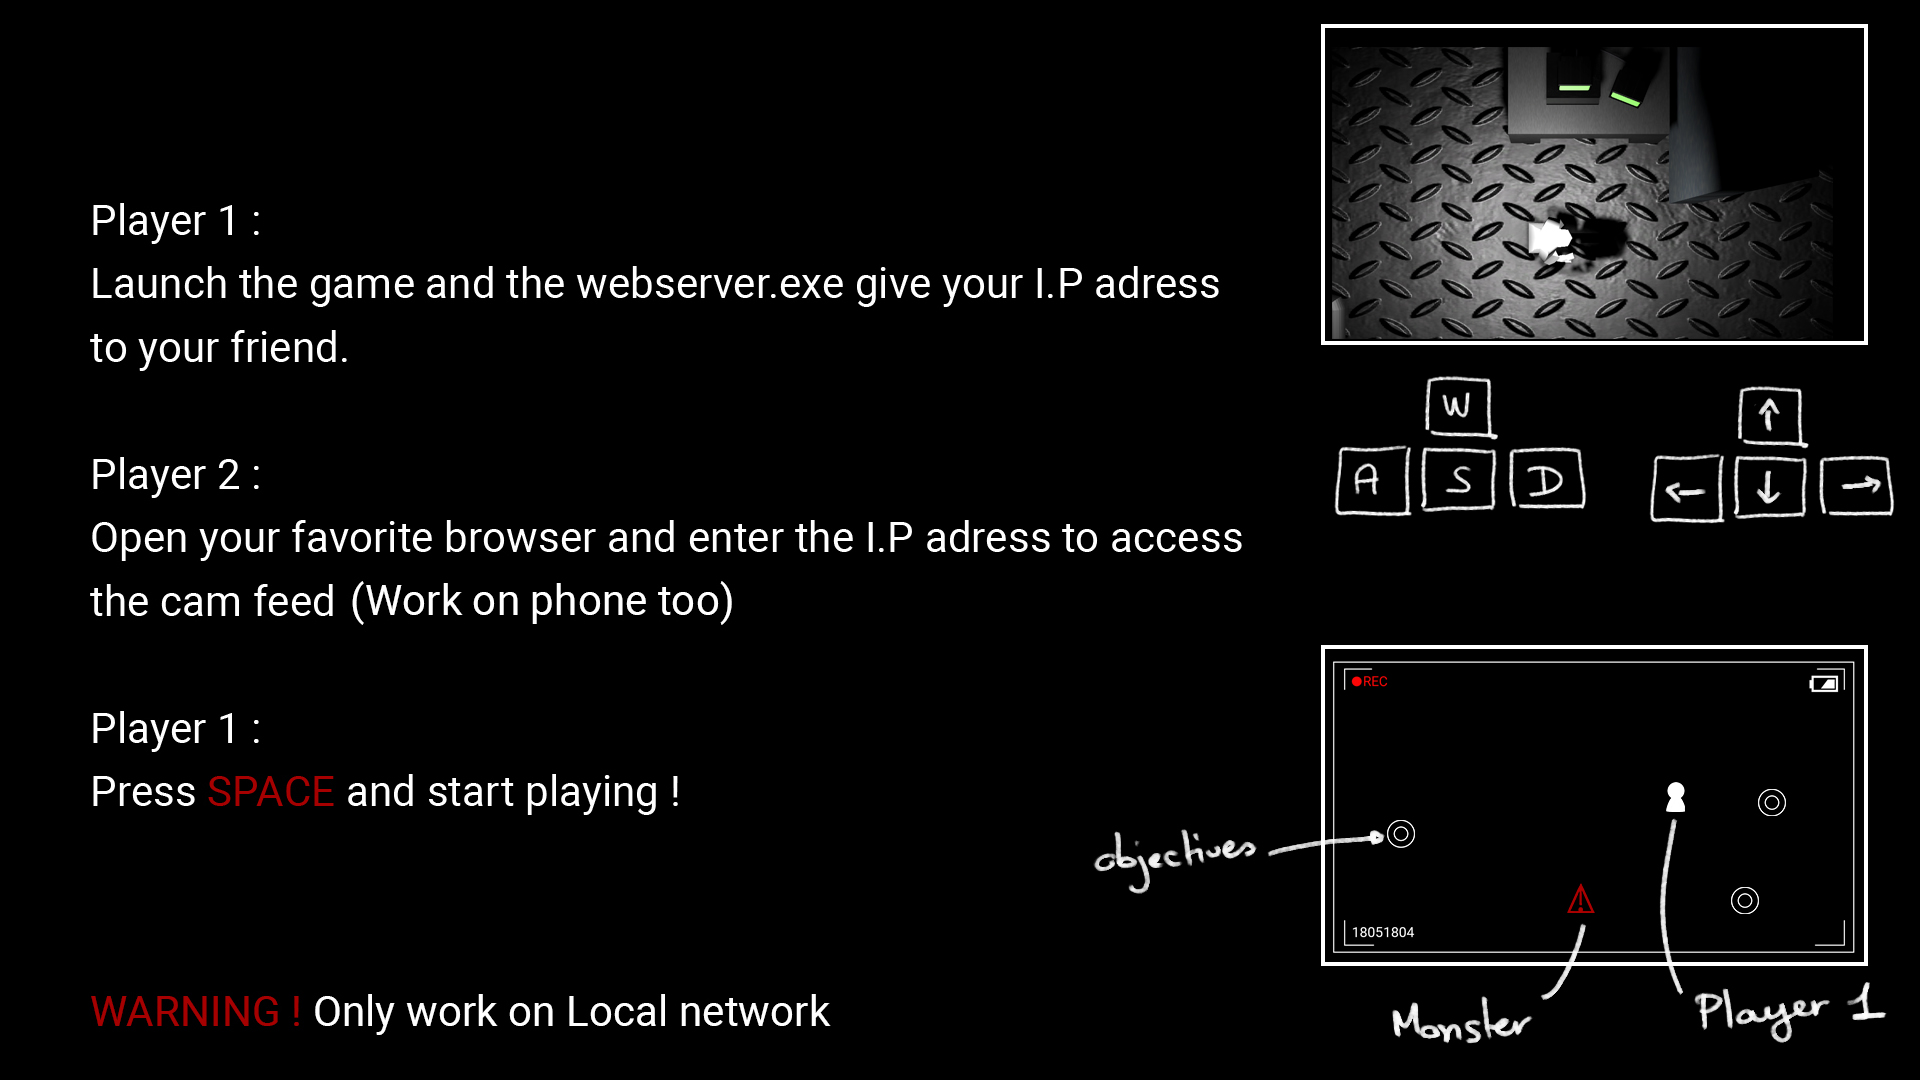 Player 1 :
Launch the game and the webserver.exe give your I.P adress
to your friend.
Player 2 :
Open your favorite browser and enter the I.P adress to access
the cam feed (Work on phone too)
Player 1 :
Press SPACE and start playing !
WARNING ! Only work on Local network
W
A S D
↑
← ↓ →
REC
18051804
objectives
Monster
Player 1